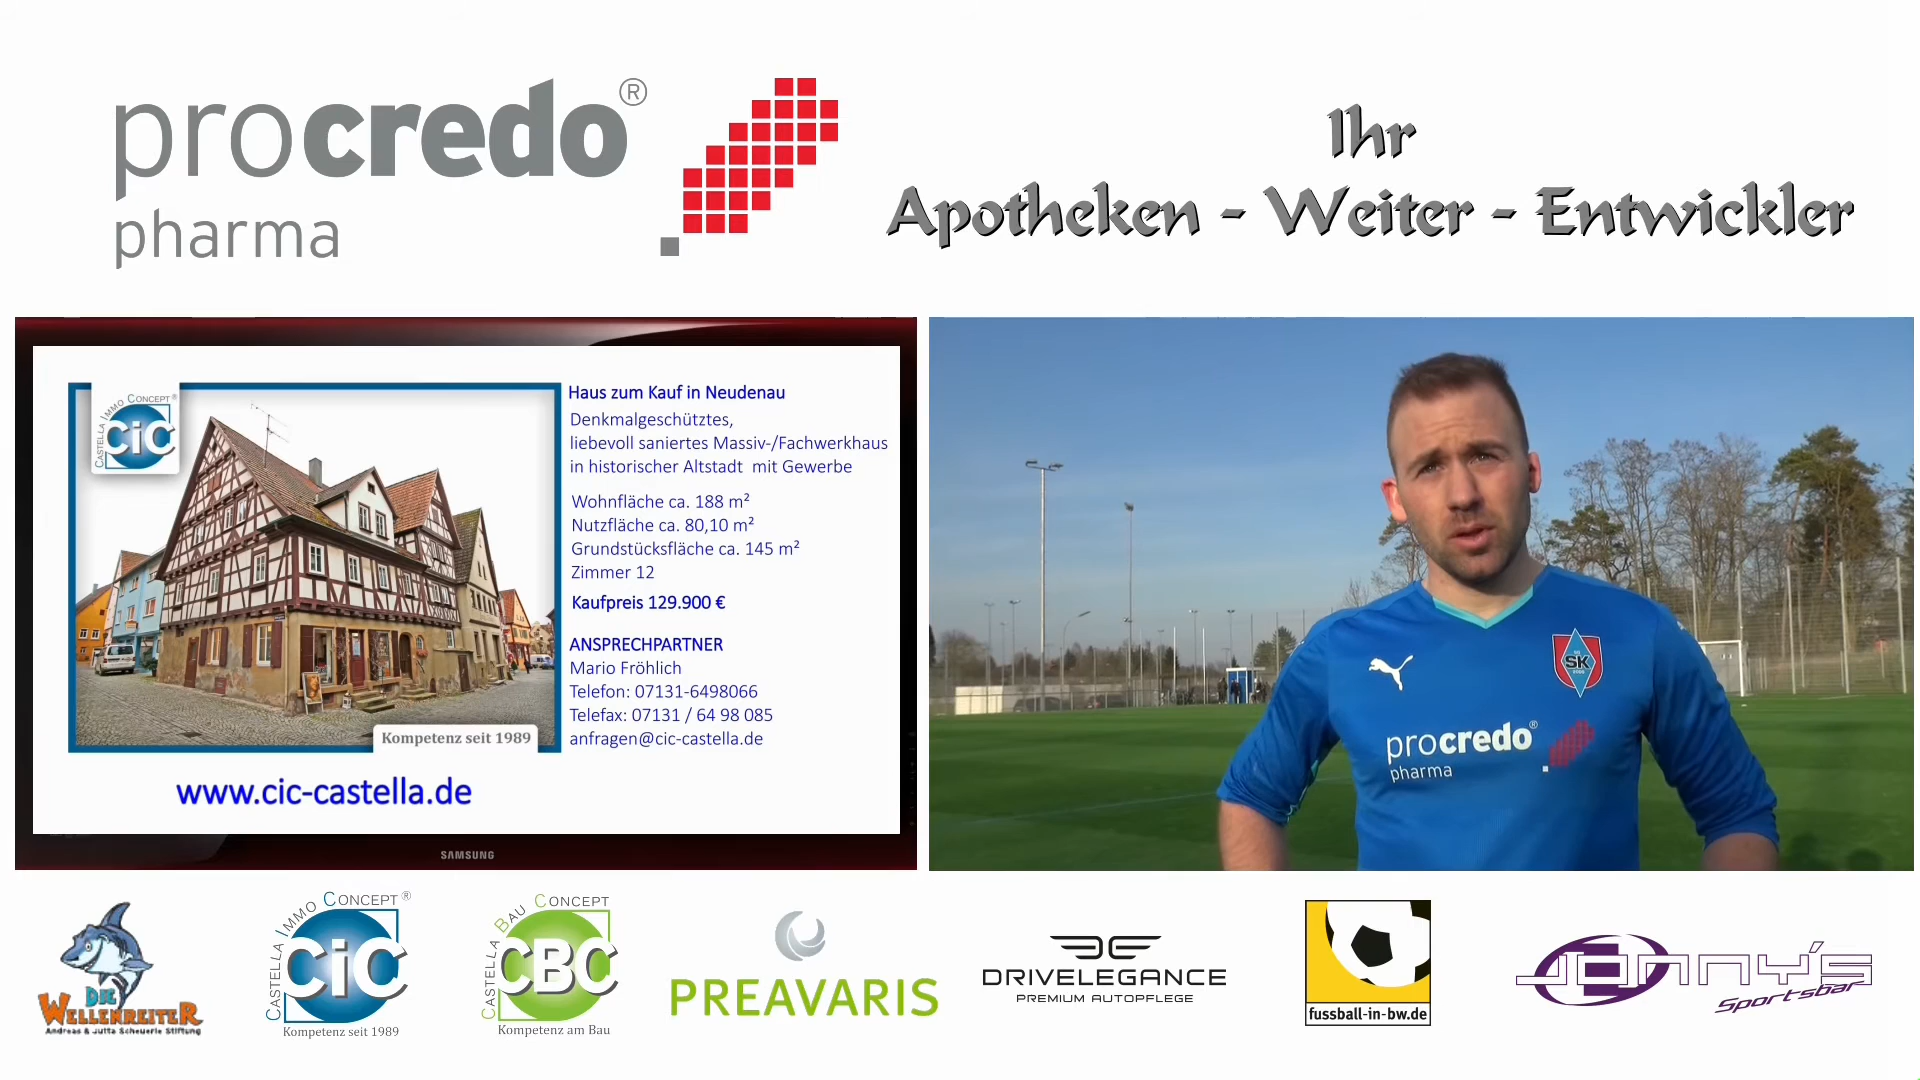 procredo®
pharma
Ihr
Apotheken - Weiter - Entwickler
CASTELLA IMMO CONCEPT®
CiC
Kompetenz seit 1989
Haus zum Kauf in Neudenau
Denkmalgeschütztes,
liebevoll saniertes Massiv-/Fachwerkhaus
in historischer Altstadt mit Gewerbe
Wohnfläche ca. 188 m²
Nutzfläche ca. 80,10 m²
Grundstücksfläche ca. 145 m²
Zimmer 12
Kaufpreis 129.900 €
ANSPRECHPARTNER
Mario Fröhlich
Telefon: 07131-6498066
Telefax: 07131 / 64 98 085
anfragen@cic-castella.de
www.cic-castella.de
SAMSUNG
SK
procredo®
pharma
DIE
WELLENREITER
Andreas & Jutta Scheuerle Stiftung
CASTELLA IMMO CONCEPT®
CiC
Kompetenz seit 1989
CASTELLA BAU CONCEPT
CBC
Kompetenz am Bau
PREAVARIS
DRIVELEGANCE
PREMIUM AUTOPFLEGE
fussball-in-bw.de
JONNY'S
Sportsbar